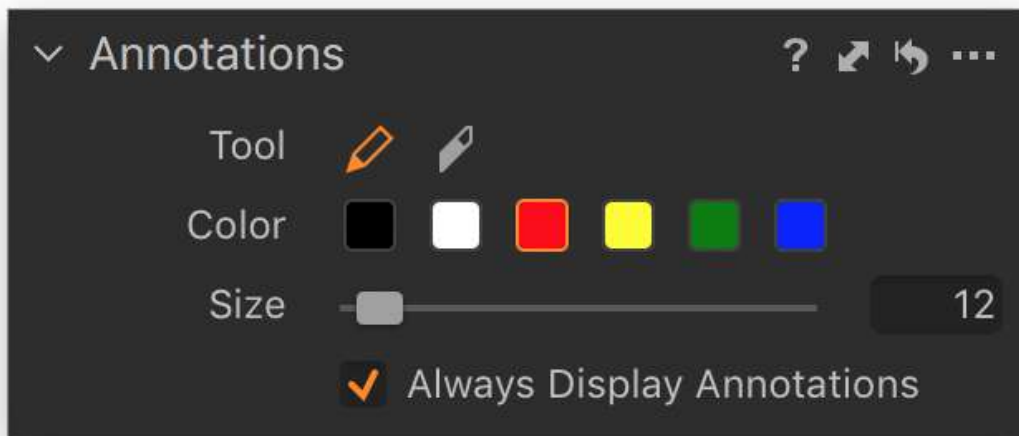 Annotations ? ...
Tool
Color
Size 12
Always Display Annotations